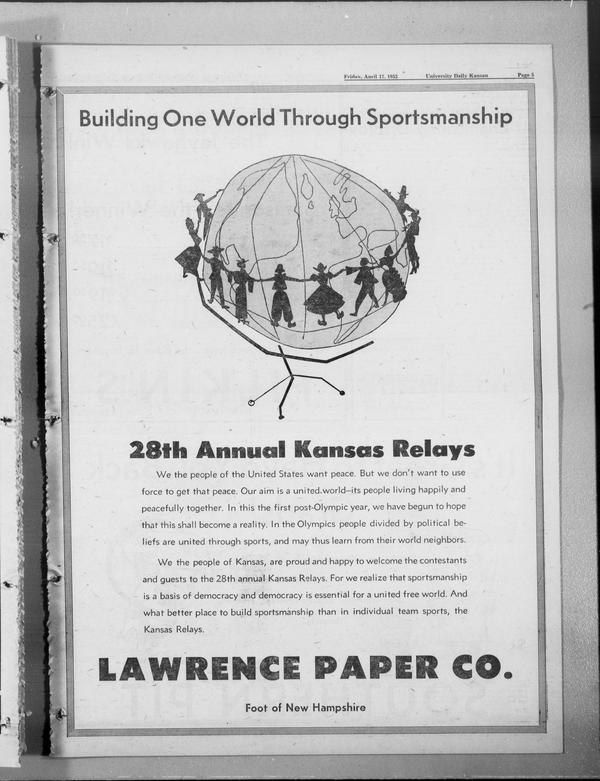 Friday, April 17, 1953 University Daily Kansan Page 5
Building One World Through Sportsmanship
28th Annual Kansas Relays
We the people of the United States want peace. But we don't want to use
force to get that peace. Our aim is a united.world—its people living happily and
peacefully together. In this the first post-Olympic year, we have begun to hope
that this shall become a reality. In the Olympics people divided by political be-
liefs are united through sports, and may thus learn from their world neighbors.
We the people of Kansas, are proud and happy to welcome the contestants
and guests to the 28th annual Kansas Relays. For we realize that sportsmanship
is a basis of democracy and democracy is essential for a united free world. And
what better place to build sportsmanship than in individual team sports, the
Kansas Relays.
LAWRENCE PAPER CO.
Foot of New Hampshire